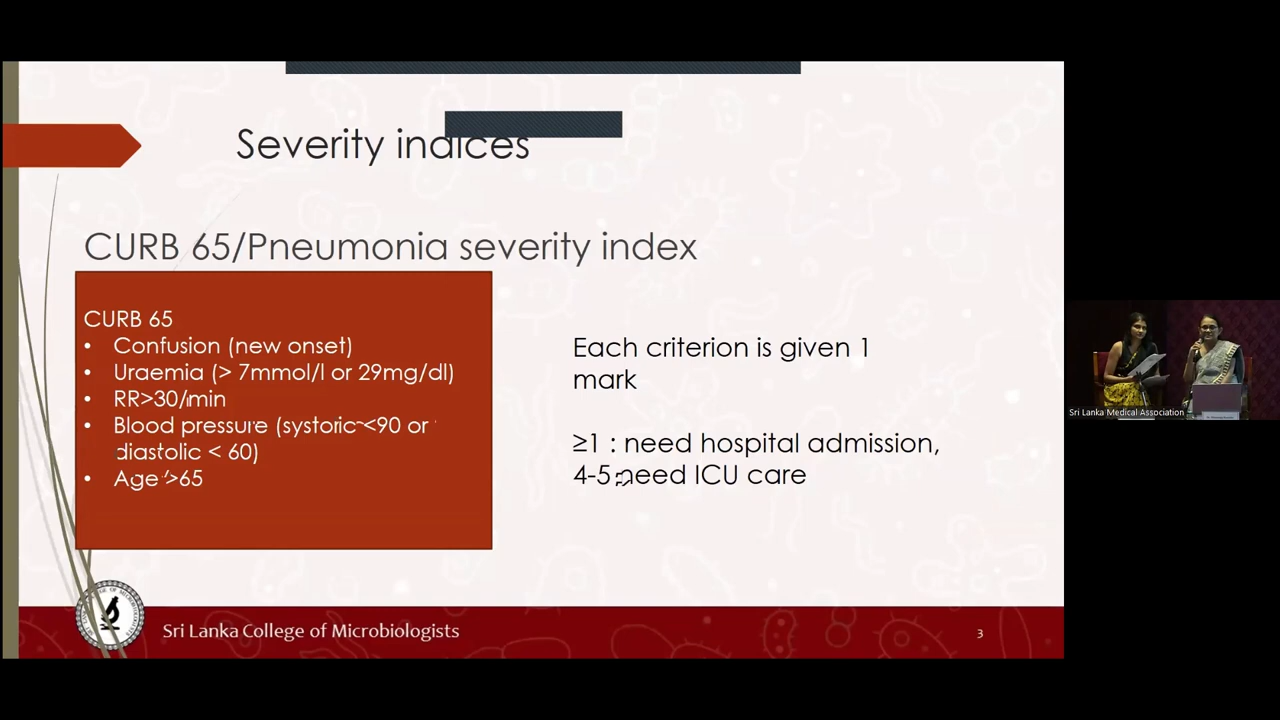 Severity indices
CURB 65/Pneumonia severity index
CURB 65
• Confusion (new onset)
• Uraemia (> 7mmol/l or 29mg/dl)
• RR>30/min
• Blood pressure (systoric <90 or
diastolic < 60)
• Age >65
Each criterion is given 1
mark
≥1 : need hospital admission,
4-5 need ICU care
Sri Lanka Medical Association
Sri Lanka College of Microbiologists
3